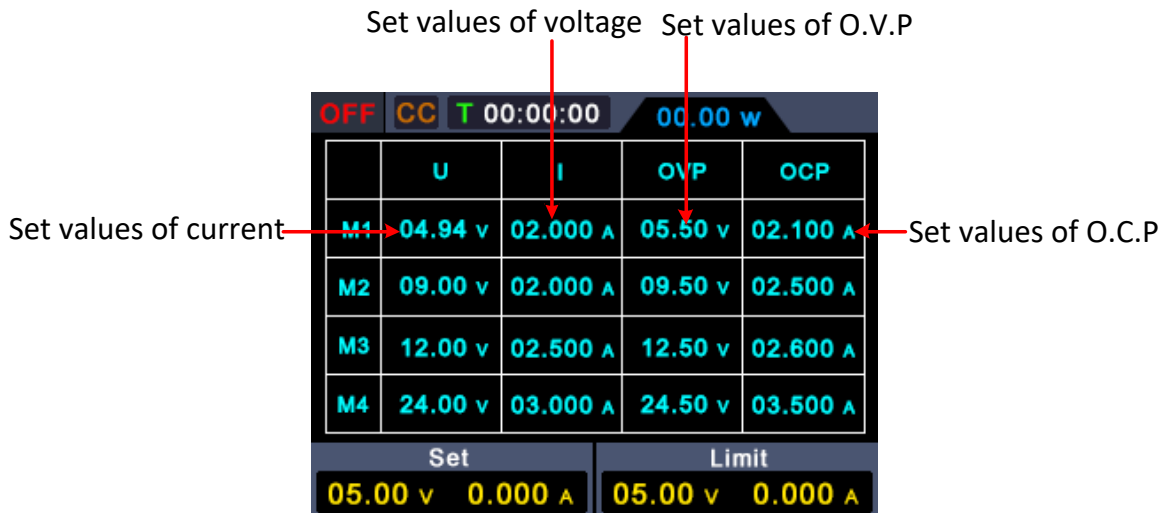 Set values of voltage Set values of O.V.P
OFF CC T 00:00:00 00.00 W
U I OVP OCP
Set values of current M1 04.94 V 02.000 A 05.50 V 02.100 A Set values of O.C.P
M2 09.00 V 02.000 A 09.50 V 02.500 A
M3 12.00 V 02.500 A 12.50 V 02.600 A
M4 24.00 V 03.000 A 24.50 V 03.500 A
Set Limit
05.00 V 0.000 A 05.00 V 0.000 A